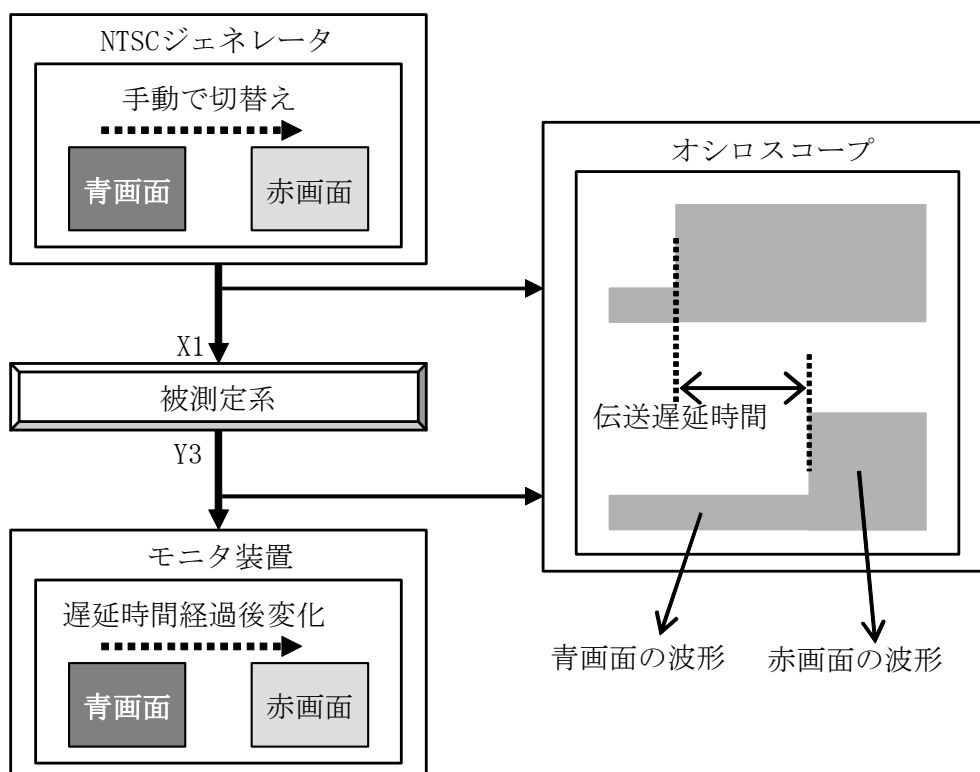 NTSCジェネレータ
手動で切替え
青画面
赤画面
X1
被測定系
Y3
モニタ装置
遅延時間経過後変化
青画面
赤画面
オシロスコープ
伝送遅延時間
青画面の波形
赤画面の波形